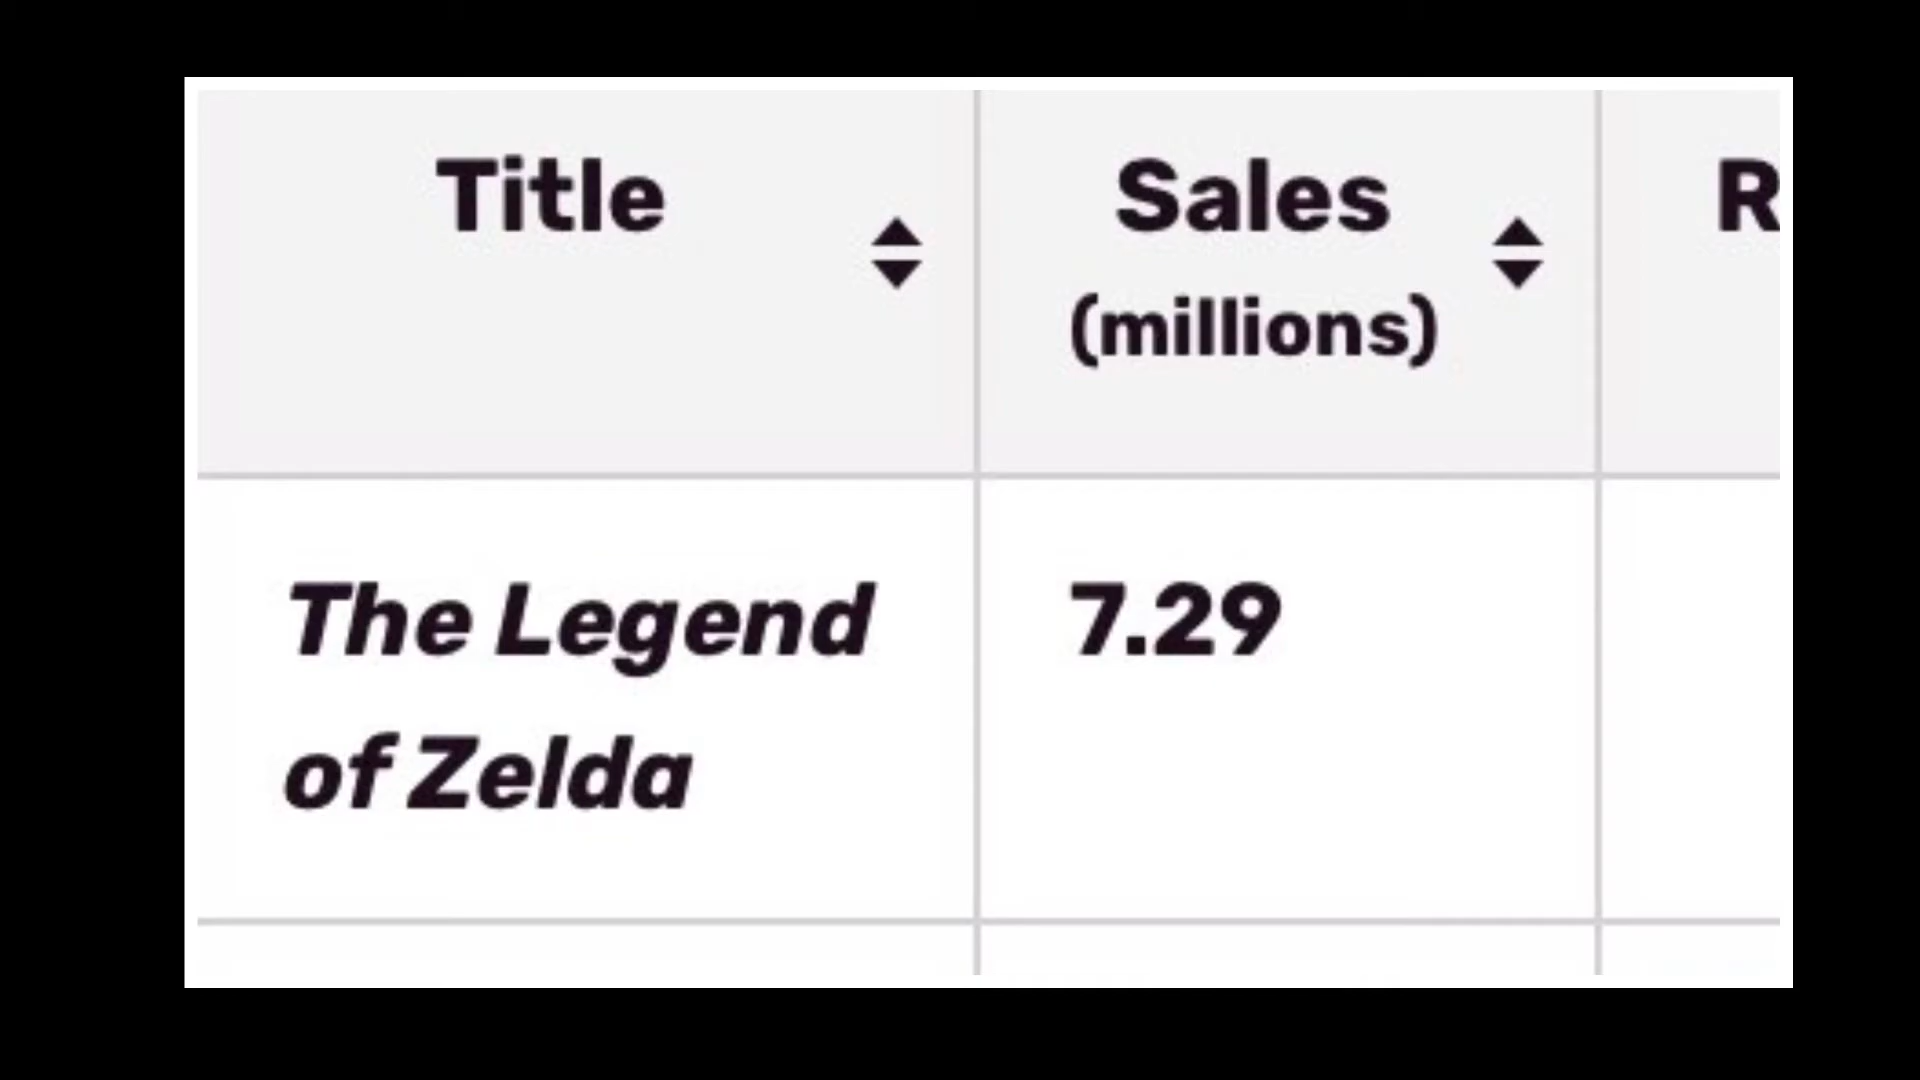 Title
Sales
(millions)
R
The Legend
of Zelda
7.29